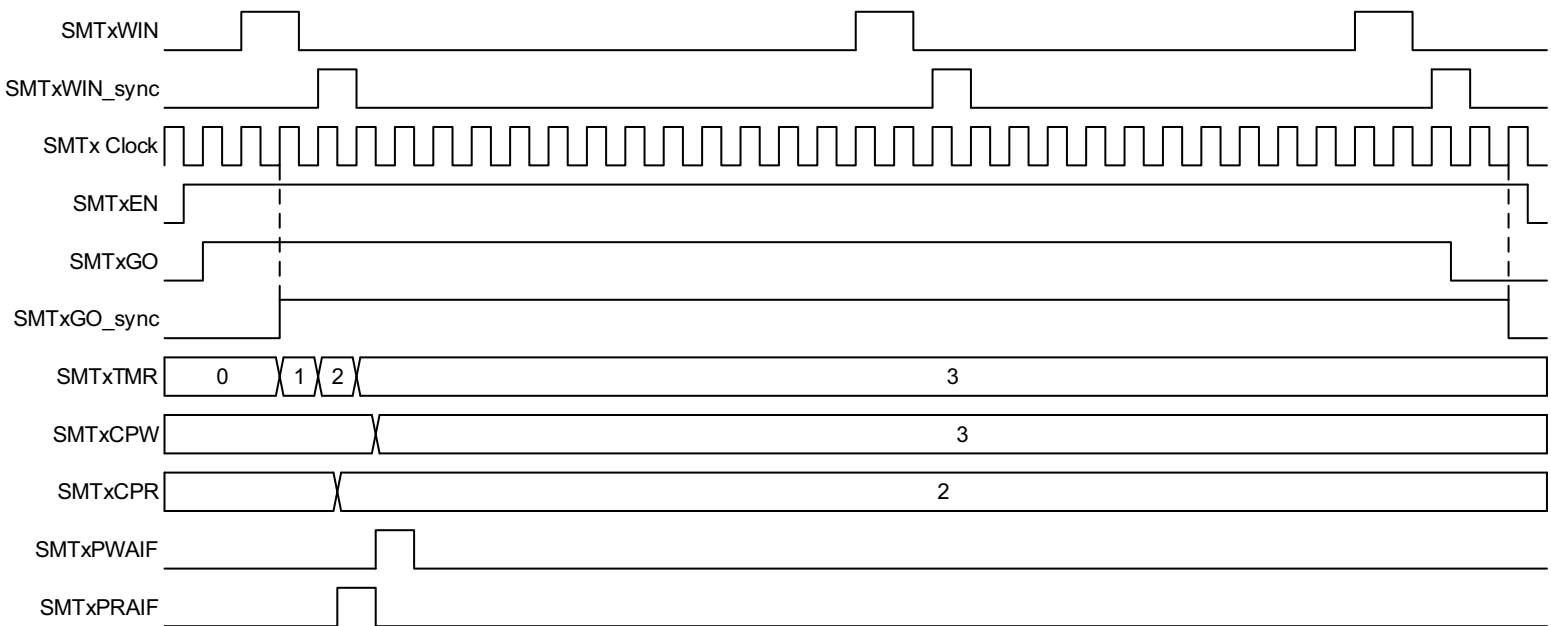 SMTxWIN
SMTxWIN_sync
SMTx Clock
SMTxEN
SMTxGO
SMTxGO_sync
SMTxTMR 0 1 2 3
SMTxCPW 3
SMTxCPR 2
SMTxPWAIF
SMTxPRAIF